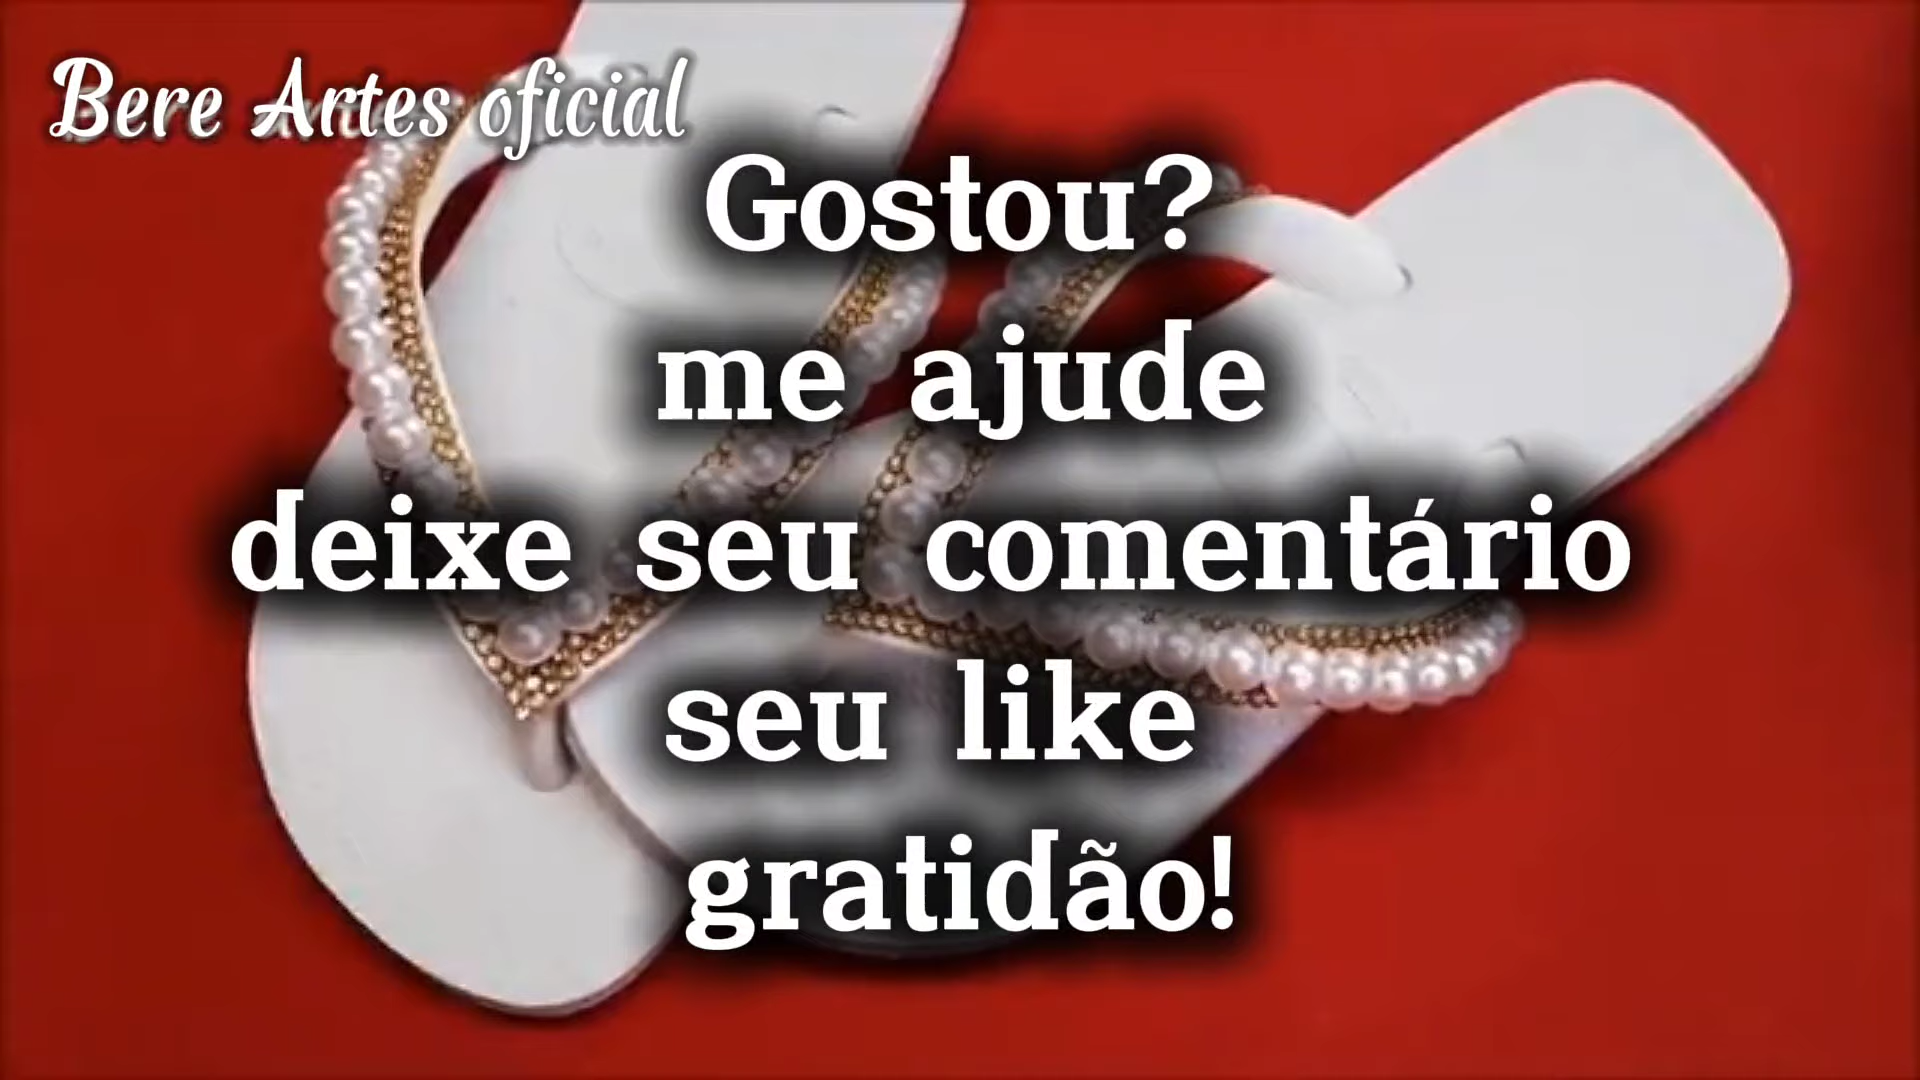 Bere Artes oficial
Gostou?
me ajude
deixe seu comentário
seu like
gratidão!